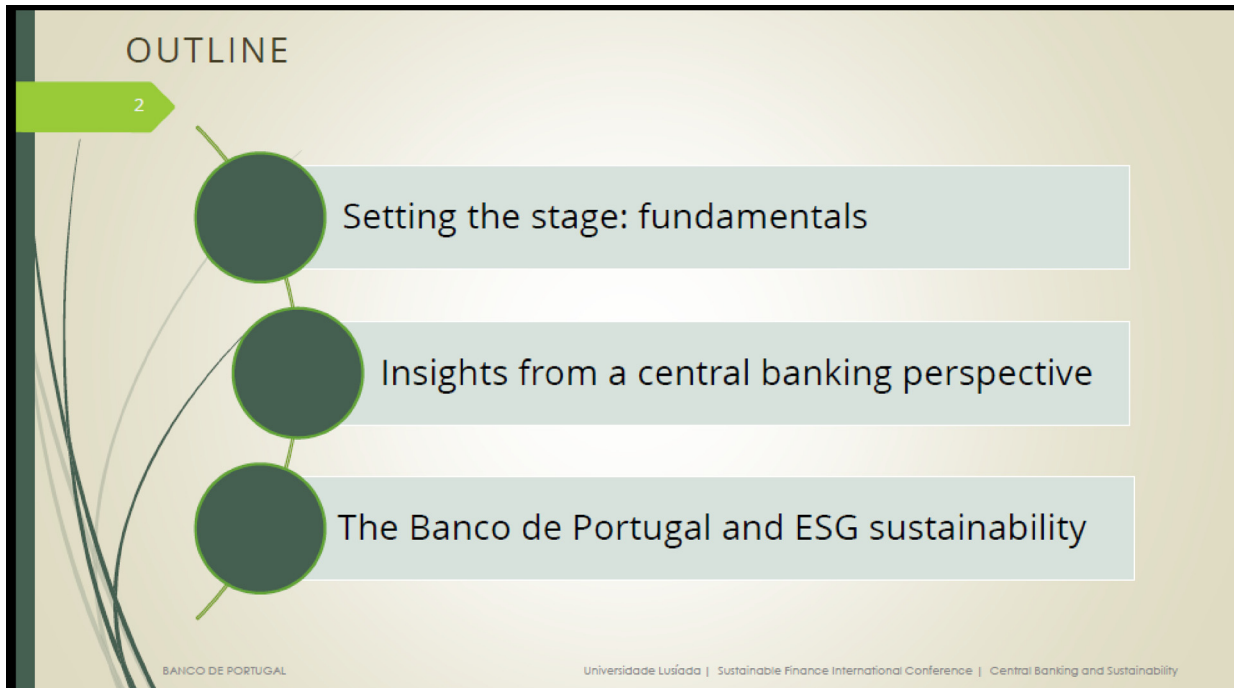 OUTLINE
2
Setting the stage: fundamentals
Insights from a central banking perspective
The Banco de Portugal and ESG sustainability
BANCO DE PORTUGAL
Universidade Lusíada | Sustainable Finance International Conference | Central Banking and Sustainability